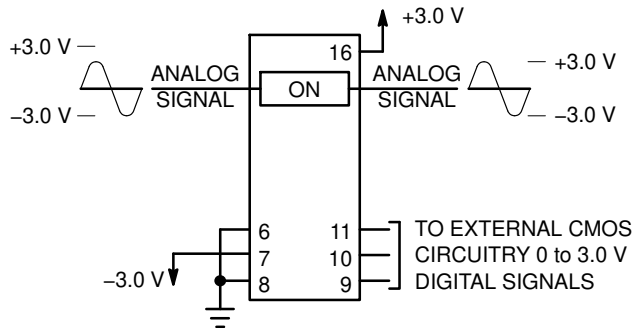 +3.0 V
16
+3.0 V
−3.0 V
ANALOG
SIGNAL
ON
ANALOG
SIGNAL
+3.0 V
−3.0 V
6
7
8
−3.0 V
11
10
9
TO EXTERNAL CMOS
CIRCUITRY 0 to 3.0 V
DIGITAL SIGNALS